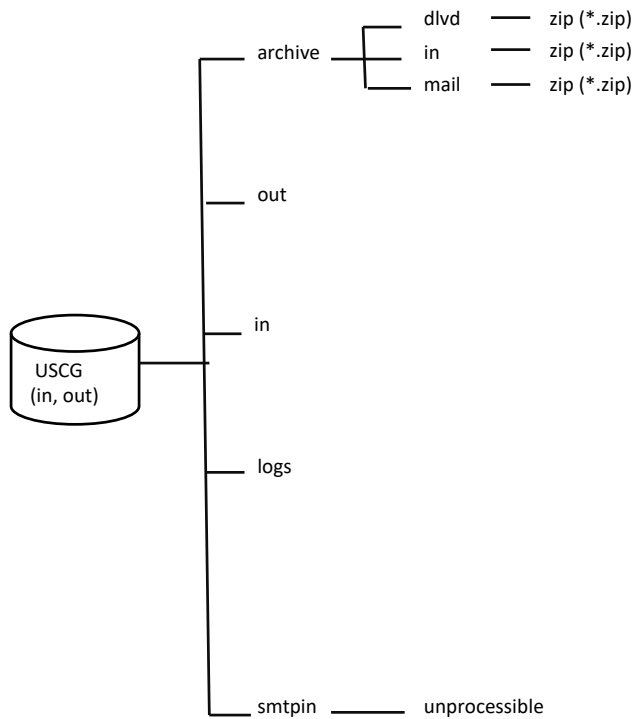 dlvd zip (*.zip)
archive in zip (*.zip)
mail zip (*.zip)
out
in
USCG
(in, out)
logs
smtpin unprocessible